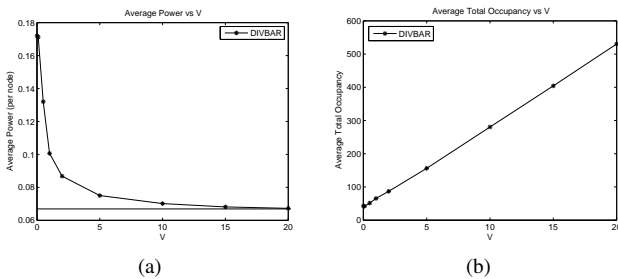 Average Power vs V
DIVBAR
Average Power (per node)
0.18
0.16
0.14
0.12
0.1
0.08
0.06
0
5
10
15
20
V
(a)
Average Total Occupancy vs V
DIVBAR
Average Total Occupancy
600
500
400
300
200
100
0
0
5
10
15
20
V
(b)